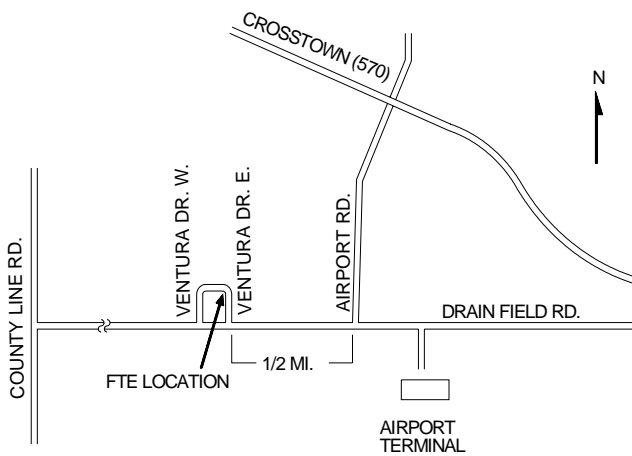 CROSSTOWN (570)
N
VENTURA DR. W.
VENTURA DR. E.
AIRPORT RD.
COUNTY LINE RD.
DRAIN FIELD RD.
1/2 MI.
FTE LOCATION
AIRPORT
TERMINAL